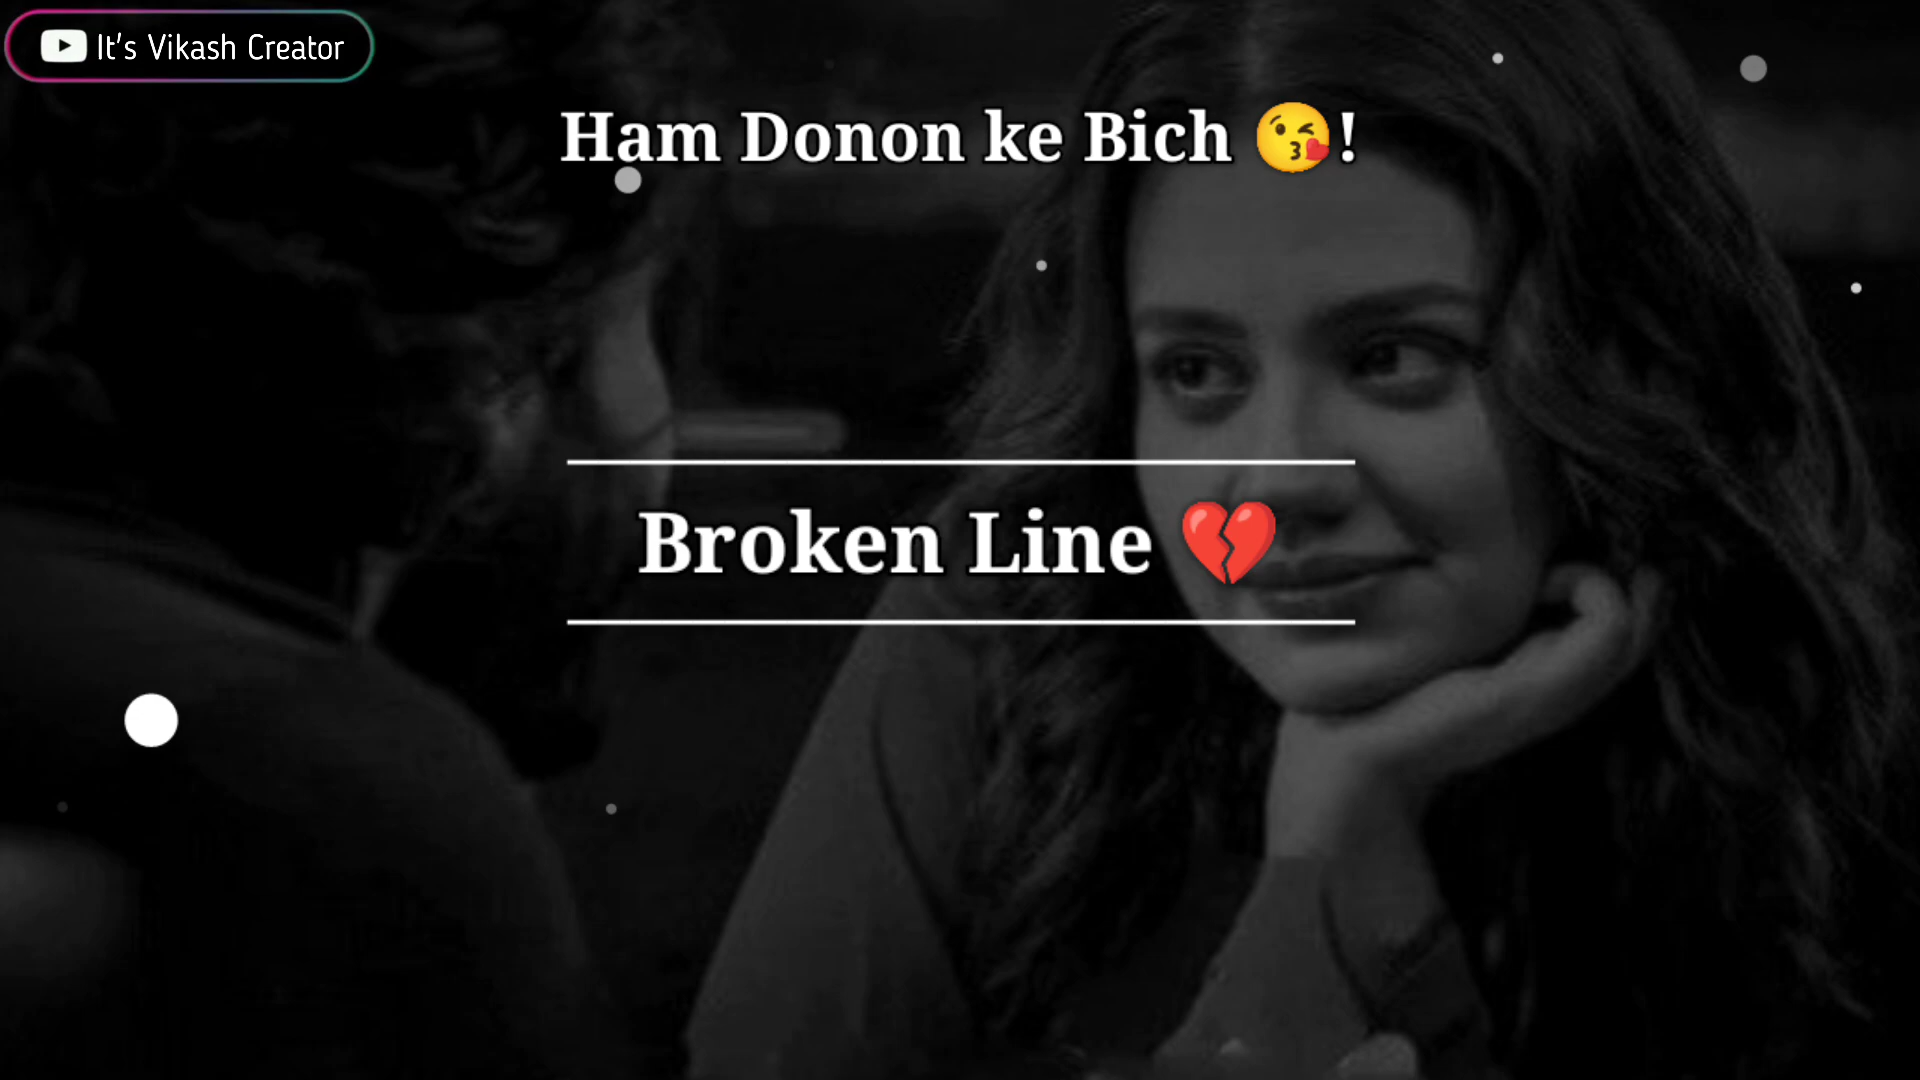 It's Vikash Creator
Ham Donon ke Bich 😘!
Broken Line 💔